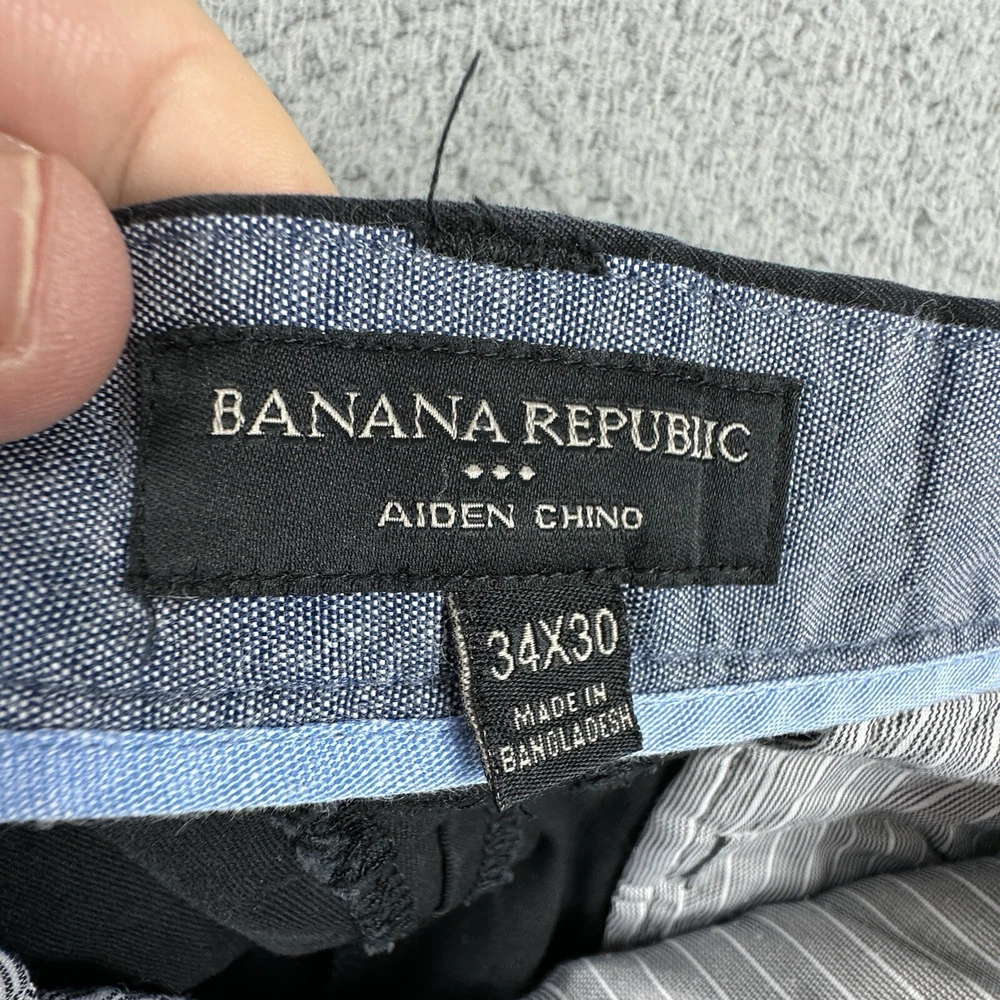 BANANA REPUBLIC
AIDEN CHINO
34X30
MADE IN
BANGLADESH